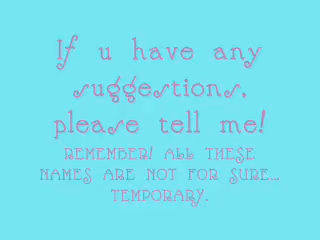 If u have any
suggestions,
please tell me!
REMEMBER! ALL THESE
NAMES ARE NOT FOR SURE...
TEMPORARY.